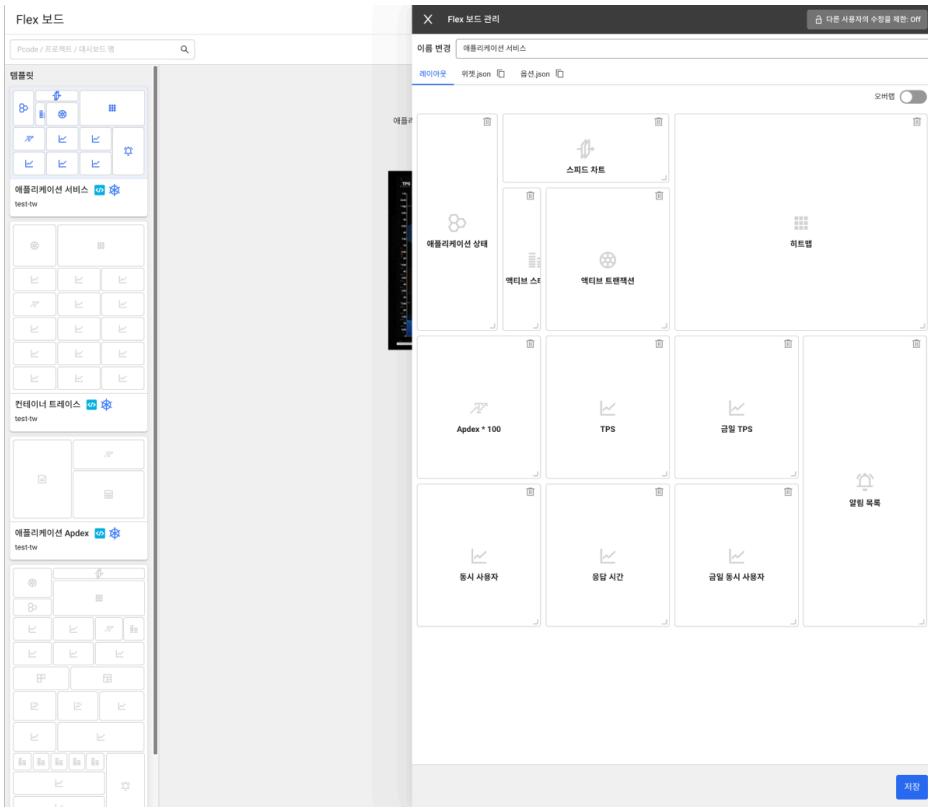 Flex 보드
Pcode / 프로젝트 / 대시보드 명
템플릿
애플리케이션 서비스
test-tw
컨테이너 트레이스
test-tw
애플리케이션 Apdex
test-tw
애플리
TPS
Flex 보드 관리
다른 사용자의 수정을 제한: Off
이름 변경
애플리케이션 서비스
레이아웃
위젯.json
옵션.json
오버랩
애플리케이션 상태
스피드 차트
액티브 스
액티브 트랜잭션
히트맵
Apdex * 100
TPS
금일 TPS
알림 목록
동시 사용자
응답 시간
금일 동시 사용자
저장